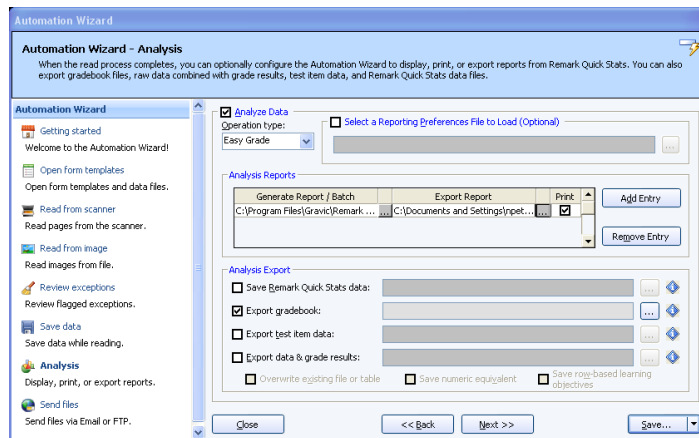 Automation Wizard
Automation Wizard - Analysis
When the read process completes, you can optionally configure the Automation Wizard to display, print, or export reports from Remark Quick Stats. You can also
export gradebook files, raw data combined with grade results, test item data, and Remark Quick Stats data files.
Automation Wizard
Getting started
Welcome to the Automation Wizard!
Open form templates
Open form templates and data files.
Read from scanner
Read pages from the scanner.
Read from image
Read images from file.
Review exceptions
Review flagged exceptions.
Save data
Save data while reading.
Analysis
Display, print, or export reports.
Send files
Send files via Email or FTP.
Analyze Data
Operation type:
Easy Grade
Select a Reporting Preferences File to Load (Optional)
...
Analysis Reports
Generate Report / Batch Export Report Print
C:\Program Files\Gravic\Remark ... ... C:\Documents and Settings\npet... ...
Add Entry
Remove Entry
Analysis Export
Save Remark Quick Stats data: ...
Export gradebook: ...
Export test item data: ...
Export data & grade results: ...
Overwrite existing file or table
Save numeric equivalent
Save row-based learning
objectives
Close << Back Next >> Save...